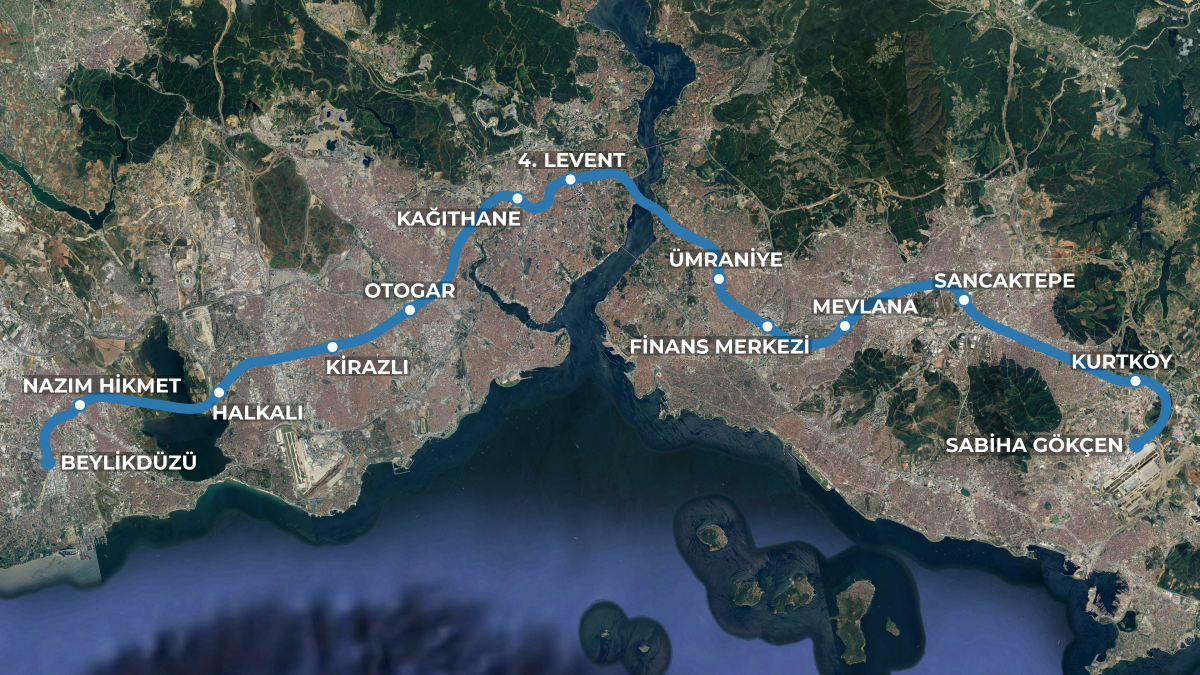 4. LEVENT
KAĞITHANE
ÜMRANİYE
SANCAKTEPE
OTOGAR
MEVLANA
FİNANS MERKEZİ
KİRAZLI
KURTKÖY
NAZIM HİKMET
HALKALI
SABİHA GÖKÇEN
BEYLİKDÜZÜ